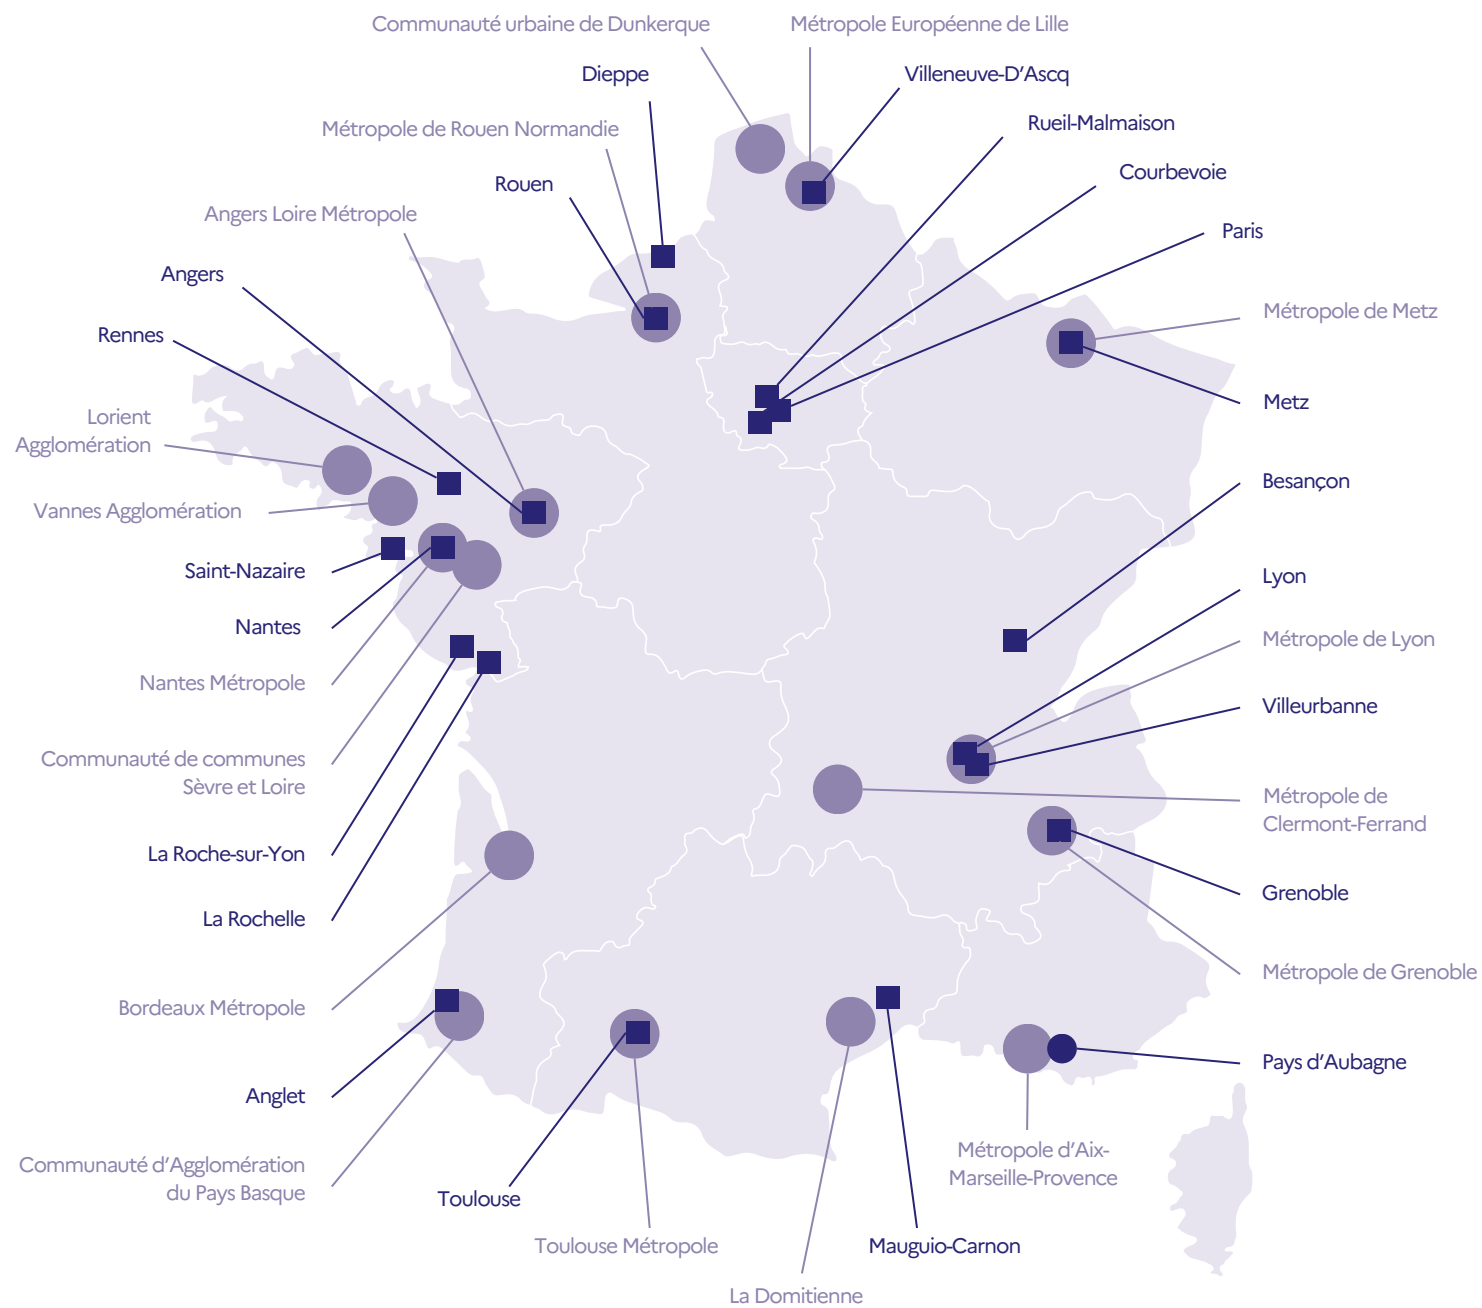 Communauté urbaine de Dunkerque
Métropole Européenne de Lille
Dieppe
Villeneuve-D'Ascq
Métropole de Rouen Normandie
Rueil-Malmaison
Rouen
Courbevoie
Angers Loire Métropole
Paris
Angers
Métropole de Metz
Rennes
Metz
Lorient
Agglomération
Besançon
Vannes Agglomération
Saint-Nazaire
Lyon
Nantes
Métropole de Lyon
Nantes Métropole
Villeurbanne
Communauté de communes
Sèvre et Loire
Métropole de
Clermont-Ferrand
La Roche-sur-Yon
Grenoble
La Rochelle
Métropole de Grenoble
Bordeaux Métropole
Pays d'Aubagne
Anglet
Métropole d'Aix-
Marseille-Provence
Communauté d'Agglomération
du Pays Basque
Toulouse
Toulouse Métropole
Mauguio-Carnon
La Domitienne